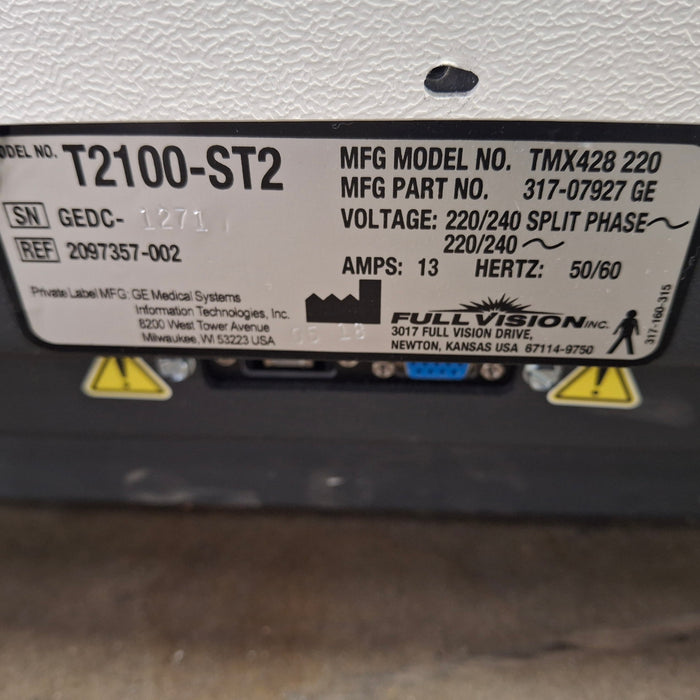 MODEL NO. T2100-ST2
SN GEDC- 1271
REF 2097357-002
Private Label MFG: GE Medical Systems
Information Technologies, Inc.
8200 West Tower Avenue
Milwaukee, WI 53223 USA
05 18
MFG MODEL NO. TMX428 220
MFG PART NO. 317-07927 GE
VOLTAGE: 220/240 SPLIT PHASE~
220/240 ~
AMPS: 13 HERTZ: 50/60
FULL VISION INC.
3017 FULL VISION DRIVE,
NEWTON, KANSAS USA 67114-9750
317-160-315